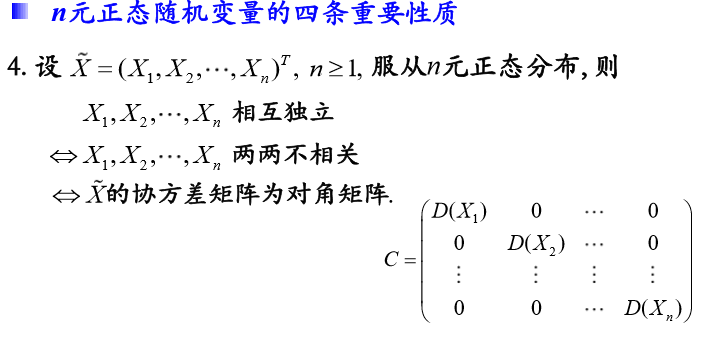 n元正态随机变量的四条重要性质
4. 设 X̃ = (X₁, X₂, ⋯, Xₙ)ᵀ, n ≥ 1, 服从n元正态分布, 则
X₁, X₂, ⋯, Xₙ 相互独立
⇔ X₁, X₂, ⋯, Xₙ 两两不相关
⇔ X̃的协方差矩阵为对角矩阵.
D(X₁) 0 ⋯ 0
0 D(X₂) ⋯ 0
C =
⋮ ⋮ ⋮ ⋮
0 0 ⋯ D(Xₙ)